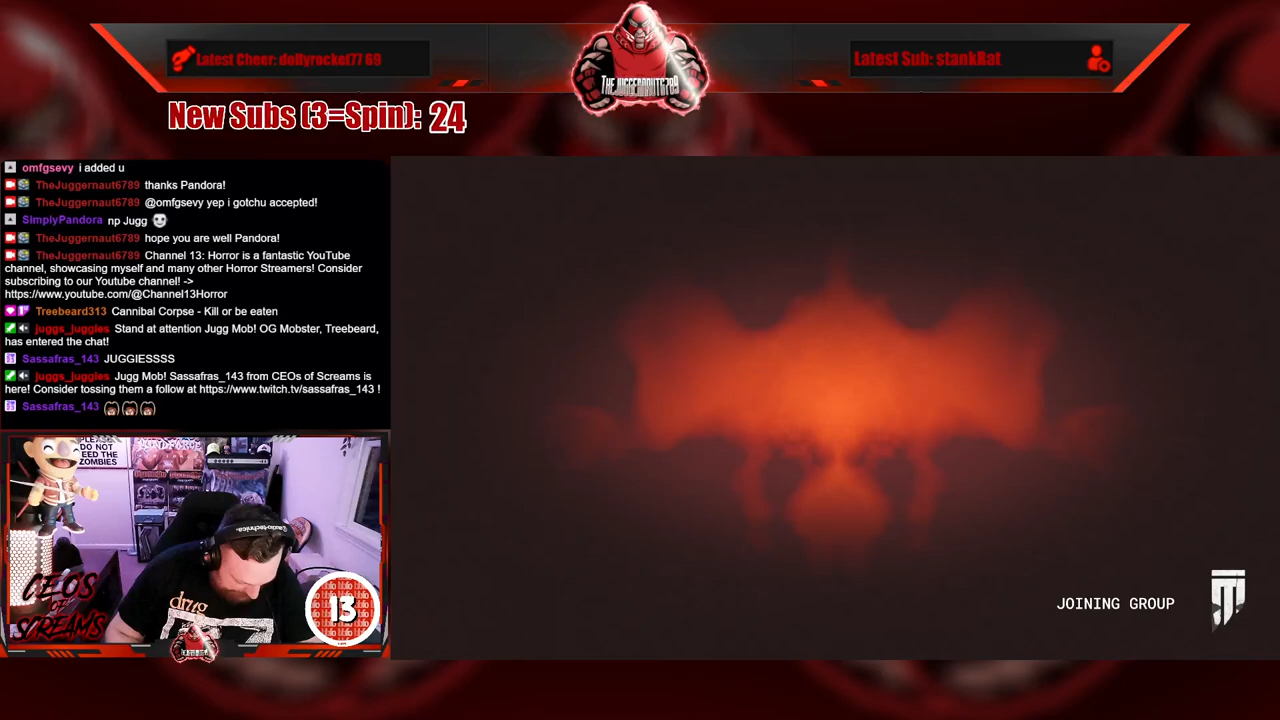 Latest Cheer: dollyrocket77 69
THEJUGGERNAUT6789
Latest Sub: stankRat
New Subs (3=Spin): 24
omfgsevy i added u
TheJuggernaut6789 thanks Pandora!
TheJuggernaut6789 @omfgsevy yep i gotchu accepted!
SimplyPandora np Jugg
TheJuggernaut6789 hope you are well Pandora!
TheJuggernaut6789 Channel 13: Horror is a fantastic YouTube
channel, showcasing myself and many other Horror Streamers! Consider
subscribing to our Youtube channel! ->
https://www.youtube.com/@Channel13Horror
Treebeard313 Cannibal Corpse - Kill or be eaten
juggs_juggles Stand at attention Jugg Mob! OG Mobster, Treebeard,
has entered the chat!
Sassafras_143 JUGGIESSSS
juggs_juggles Jugg Mob! Sassafras_143 from CEOs of Screams is
here! Consider tossing them a follow at https://www.twitch.tv/sassafras_143 !
Sassafras_143
DO NOT
FEED THE
ZOMBIES
audio-technica
CEO'S
OF
SCREAMS
13
JOINING GROUP